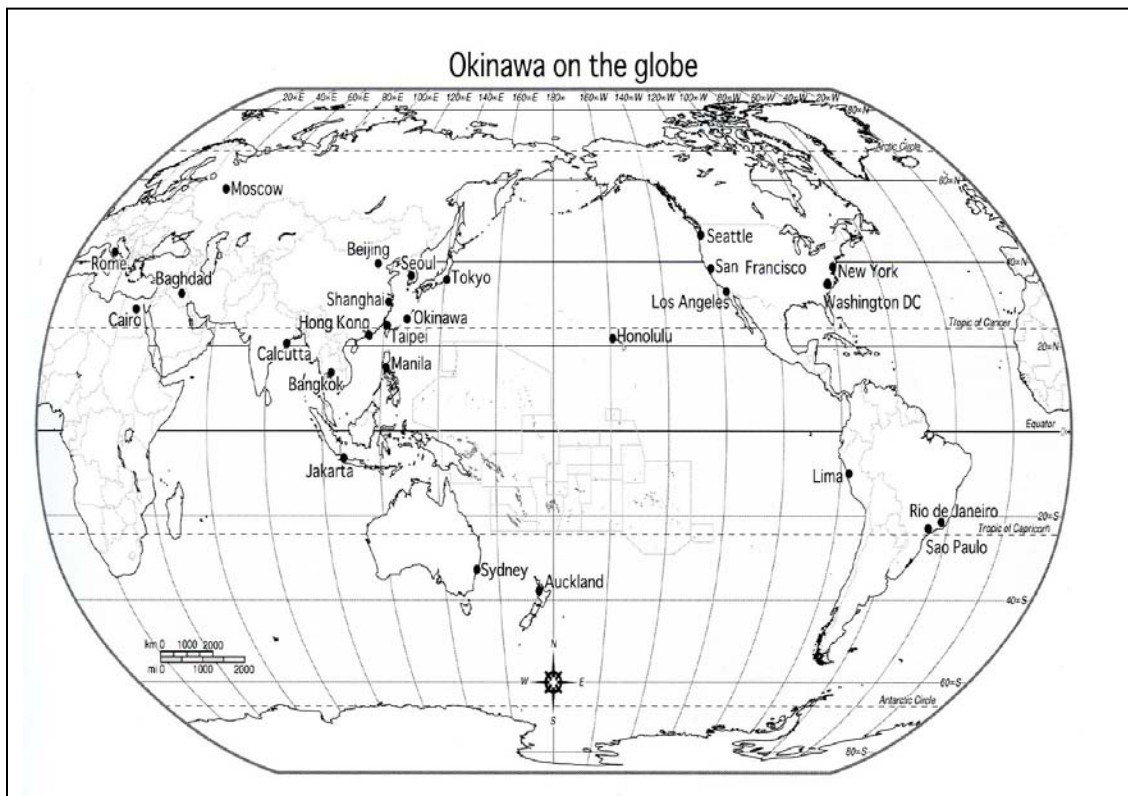 Okinawa on the globe
20∞E 40∞E 60∞E 80∞E 100∞E 120∞E 140∞E 160∞E 180∞ 160∞W 140∞W 120∞W 100∞W 80∞W 60∞W 40∞W 20∞W
80∞N
Arctic Circle
60∞N
Moscow
Seattle
Rome
Beijing
Seoul
40∞N
San Francisco
New York
Baghdad
Tokyo
Los Angeles
Washington DC
Shanghai
Cairo
Okinawa
Hong Kong
Taipei
Tropic of Cancer
Honolulu
20∞N
Calcutta
Manila
Bangkok
Equator
Jakarta
Lima
Rio de Janeiro
20∞S
Tropic of Capricorn
Sao Paulo
Sydney
Auckland
40∞S
km 0 1000 2000
mi 0 1000 2000
N
W E
S
60∞S
Antarctic Circle
80∞S